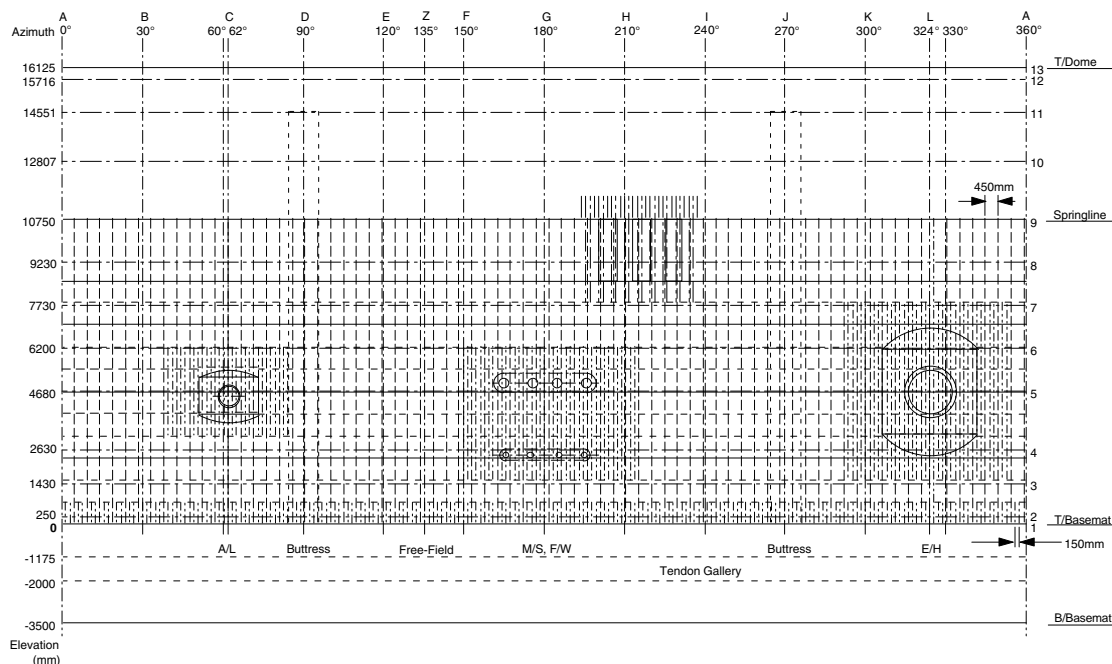 A B C D E Z F G H I J K L A
Azimuth 0° 30° 60° 62° 90° 120° 135° 150° 180° 210° 240° 270° 300° 324° 330° 360°
16125 13 T/Dome
15716 12
14551 11
12807 10
450mm
10750 9 Springline
9230 8
7730 7
6200 6
4680 5
2630 4
1430 3
250 2
0 1 T/Basemat
A/L Buttress Free-Field M/S, F/W Buttress E/H 150mm
-1175
Tendon Gallery
-2000
-3500 B/Basemat
Elevation
(mm)